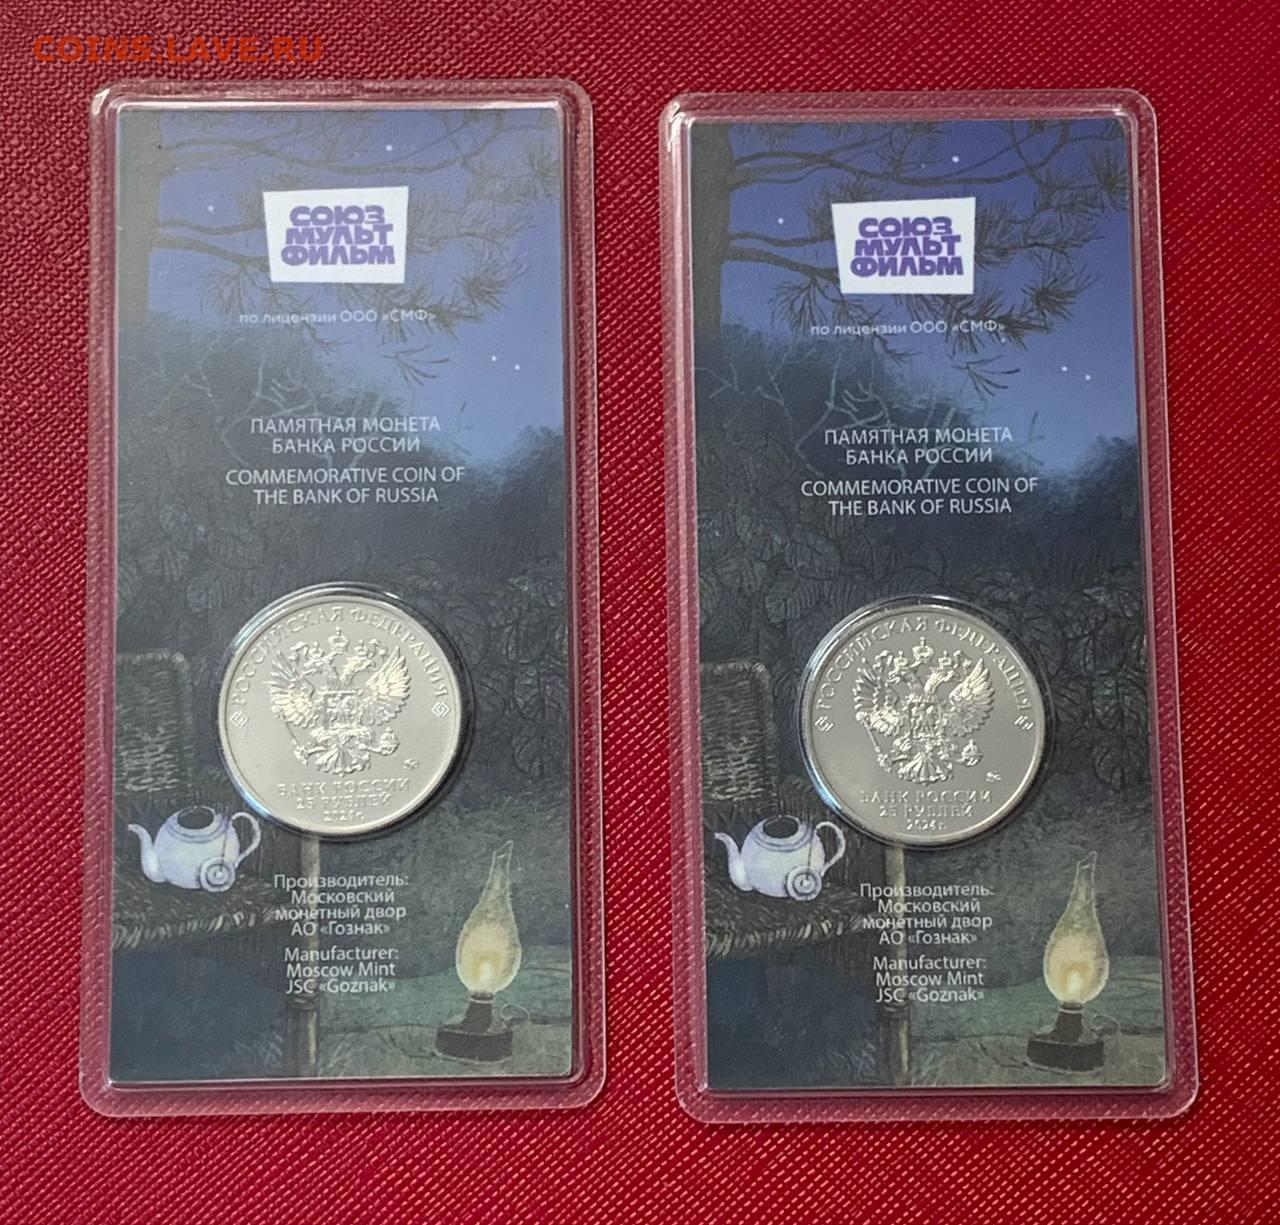 COINS.LAVE.RU
СОЮЗ
МУЛЬТ
ФИЛЬМ
по лицензии ООО «СМФ»
ПАМЯТНАЯ МОНЕТА
БАНКА РОССИИ
COMMEMORATIVE COIN OF
THE BANK OF RUSSIA
РОССИЙСКАЯ ФЕДЕРАЦИЯ
БАНК РОССИИ
25 РУБЛЕЙ
2024 г.
Производитель:
Московский
монетный двор
АО «Гознак»
Manufacturer:
Moscow Mint
JSC «Goznak»
СОЮЗ
МУЛЬТ
ФИЛЬМ
по лицензии ООО «СМФ»
ПАМЯТНАЯ МОНЕТА
БАНКА РОССИИ
COMMEMORATIVE COIN OF
THE BANK OF RUSSIA
РОССИЙСКАЯ ФЕДЕРАЦИЯ
БАНК РОССИИ
25 РУБЛЕЙ
2024 г.
Производитель:
Московский
монетный двор
АО «Гознак»
Manufacturer:
Moscow Mint
JSC «Goznak»